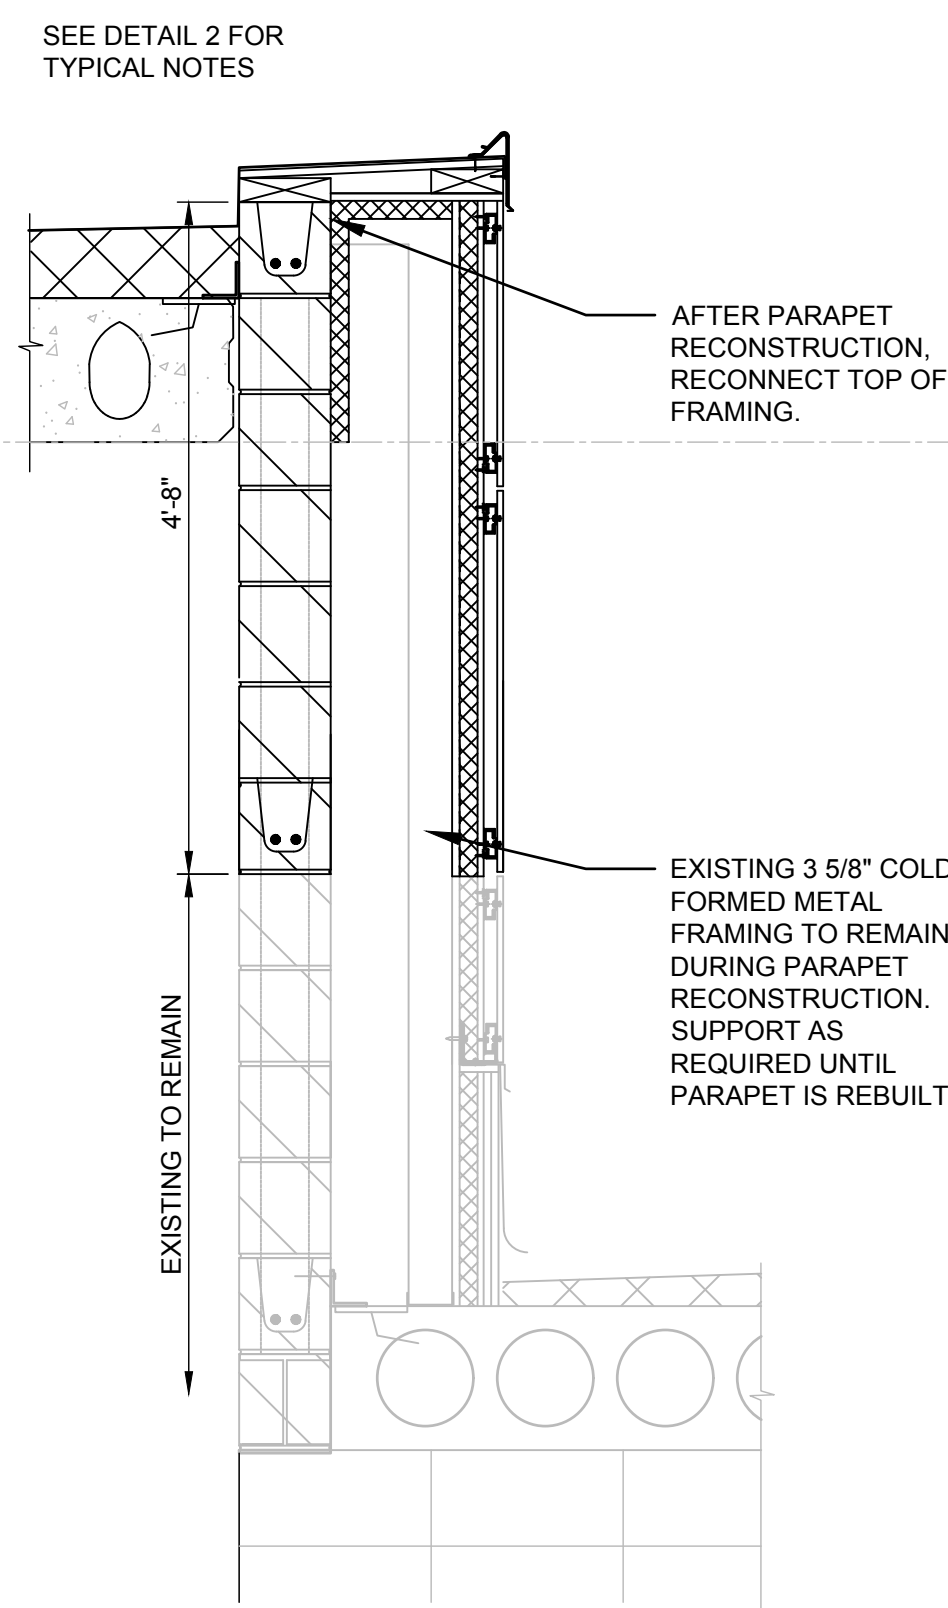 SEE DETAIL 2 FOR
TYPICAL NOTES
AFTER PARAPET
RECONSTRUCTION,
RECONNECT TOP OF
FRAMING.
4'-8"
EXISTING 3 5/8" COLD
FORMED METAL
FRAMING TO REMAIN
DURING PARAPET
RECONSTRUCTION.
SUPPORT AS
REQUIRED UNTIL
PARAPET IS REBUILT
EXISTING TO REMAIN